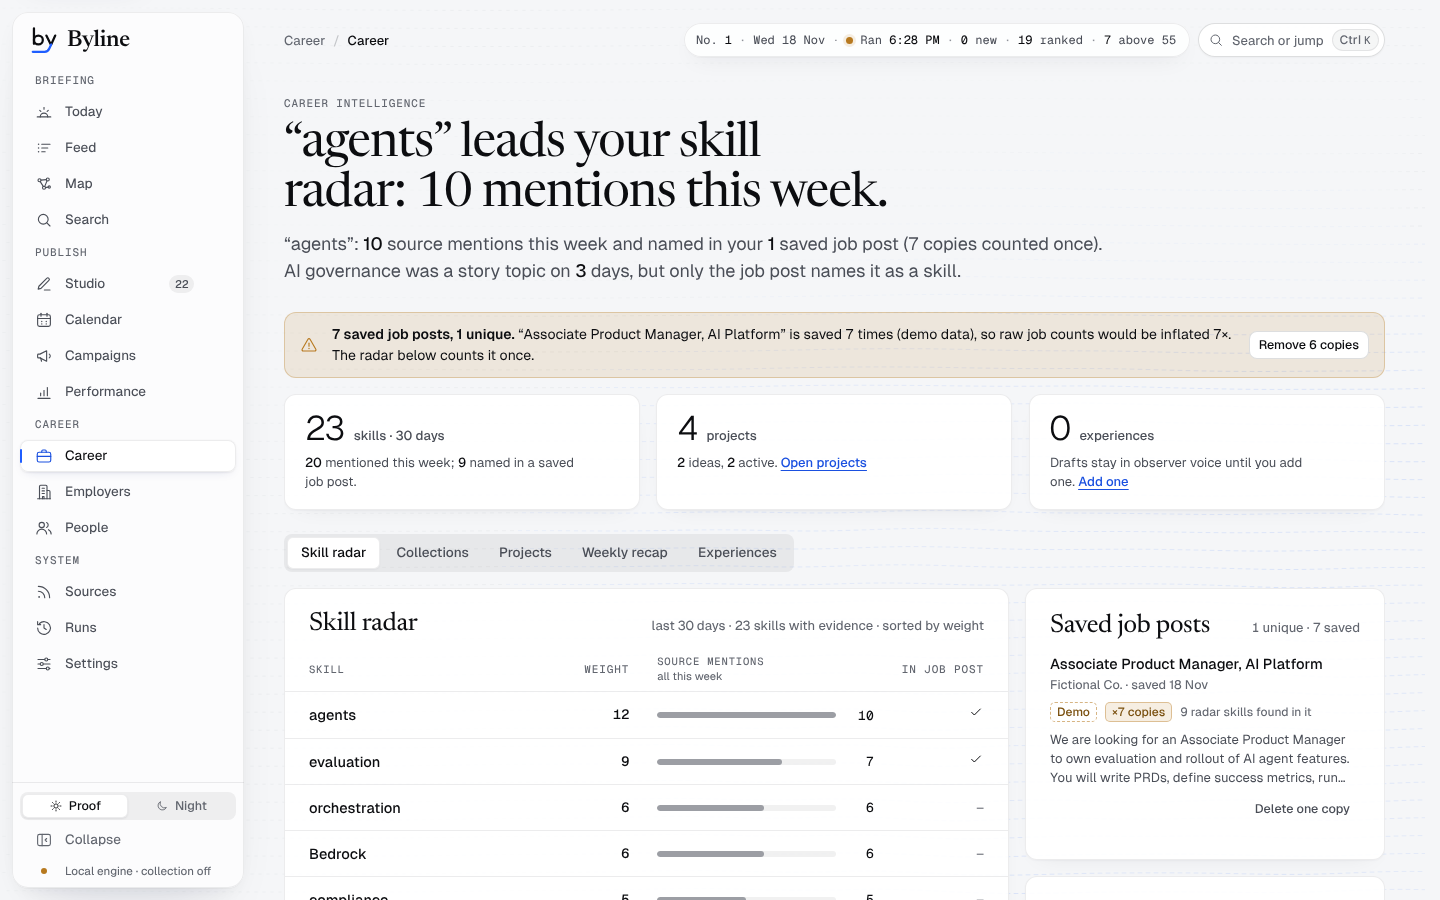 by Byline
BRIEFING
Today
Feed
Map
Search
PUBLISH
Studio 22
Calendar
Campaigns
Performance
CAREER
Career
Employers
People
SYSTEM
Sources
Runs
Settings
Proof Night
Collapse
Local engine · collection off
Career / Career
No. 1 · Wed 18 Nov · Ran 6:28 PM · 0 new · 19 ranked · 7 above 55
Search or jump Ctrl K
CAREER INTELLIGENCE
“agents” leads your skill
radar: 10 mentions this week.
“agents”: 10 source mentions this week and named in your 1 saved job post (7 copies counted once).
AI governance was a story topic on 3 days, but only the job post names it as a skill.
7 saved job posts, 1 unique. “Associate Product Manager, AI Platform” is saved 7 times (demo data), so raw job counts would be inflated 7×.
The radar below counts it once.
Remove 6 copies
23 skills · 30 days
20 mentioned this week; 9 named in a saved
job post.
4 projects
2 ideas, 2 active. Open projects
0 experiences
Drafts stay in observer voice until you add
one. Add one
Skill radar Collections Projects Weekly recap Experiences
Skill radar
last 30 days · 23 skills with evidence · sorted by weight
SKILL WEIGHT SOURCE MENTIONS IN JOB POST
all this week
agents 12 10 ✓
evaluation 9 7 ✓
orchestration 6 6 –
Bedrock 6 6 –
compliance 5 5 –
Saved job posts
1 unique · 7 saved
Associate Product Manager, AI Platform
Fictional Co. · saved 18 Nov
Demo ×7 copies 9 radar skills found in it
We are looking for an Associate Product Manager
to own evaluation and rollout of AI agent features.
You will write PRDs, define success metrics, run…
Delete one copy